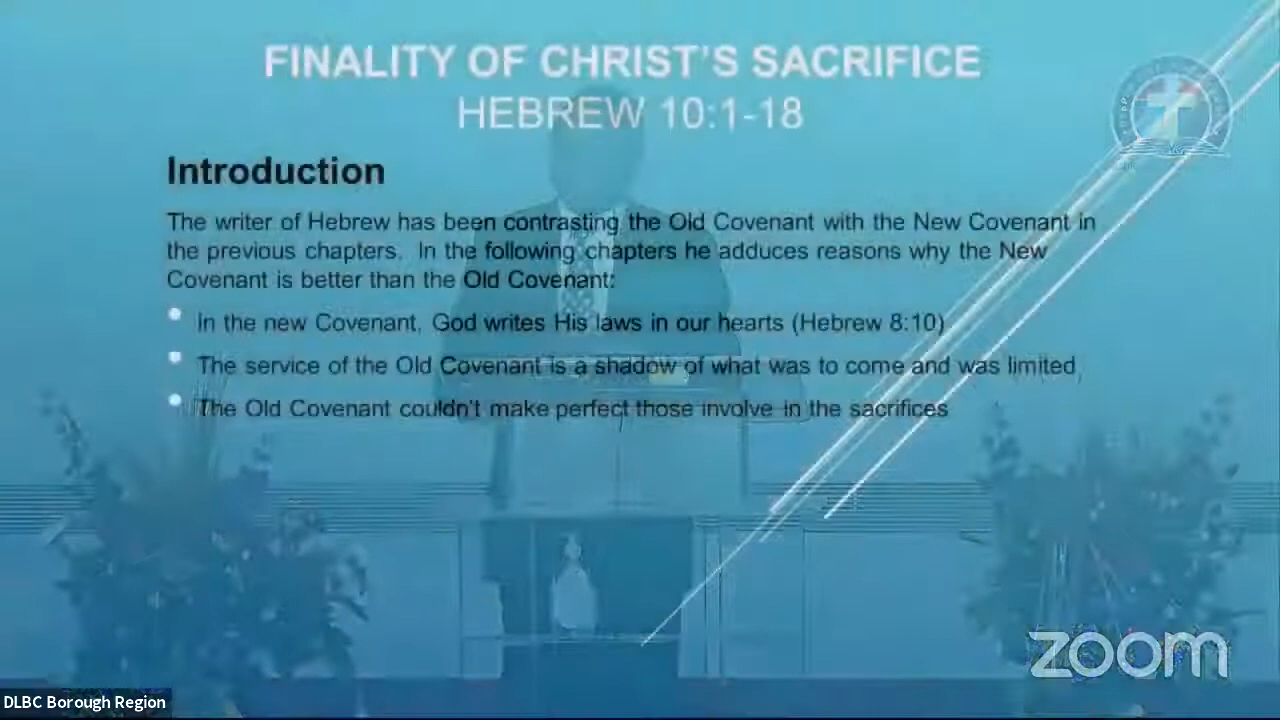 FINALITY OF CHRIST'S SACRIFICE
HEBREW 10:1-18
Introduction
The writer of Hebrew has been contrasting the Old Covenant with the New Covenant in
the previous chapters. In the following chapters he adduces reasons why the New
Covenant is better than the Old Covenant:
In the new Covenant, God writes His laws in our hearts (Hebrew 8:10)
The service of the Old Covenant is a shadow of what was to come and was limited
The Old Covenant couldn't make perfect those involve in the sacrifices
zoom
DLBC Borough Region